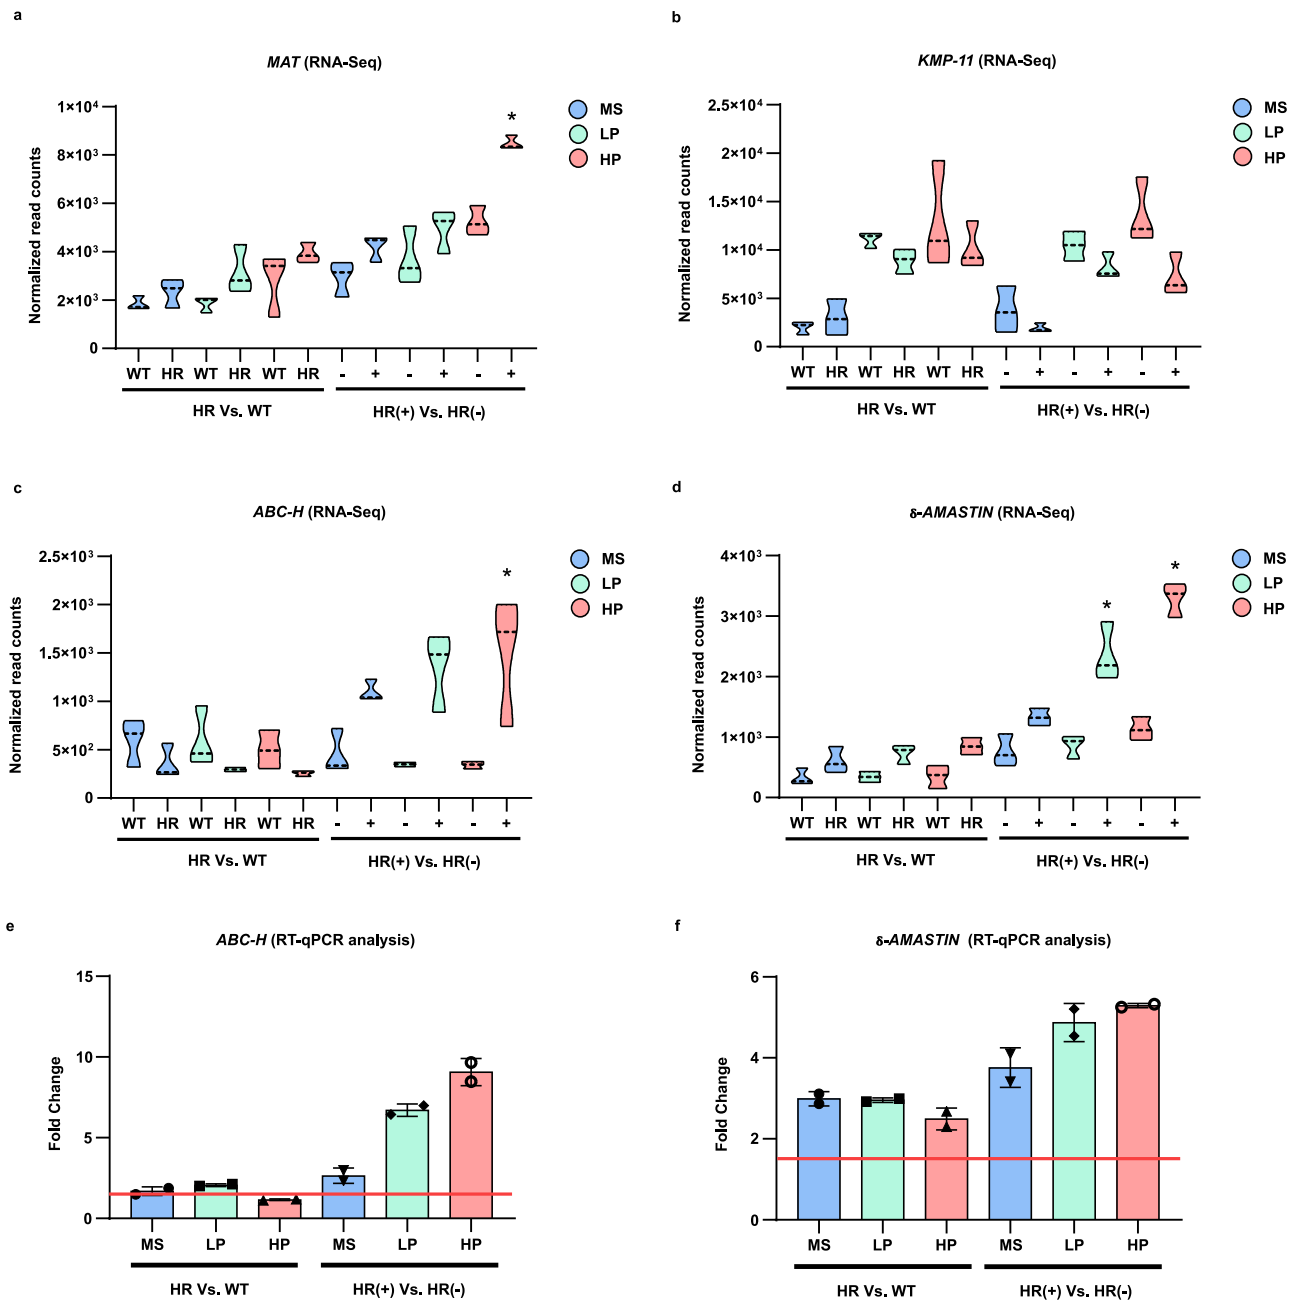 a
MAT (RNA-Seq)
Normalized read counts
1×10⁴
8×10³
6×10³
4×10³
2×10³
0
*
MS
LP
HP
WT HR WT HR WT HR - + - + - +
HR Vs. WT HR(+) Vs. HR(-)
b
KMP-11 (RNA-Seq)
Normalized read counts
2.5×10⁴
2×10⁴
1.5×10⁴
1×10⁴
5×10³
0
MS
LP
HP
WT HR WT HR WT HR - + - + - +
HR Vs. WT HR(+) Vs. HR(-)
c
ABC-H (RNA-Seq)
Normalized read counts
2.5×10³
2×10³
1.5×10³
1×10³
5×10²
0
*
MS
LP
HP
WT HR WT HR WT HR - + - + - +
HR Vs. WT HR(+) Vs. HR(-)
d
δ-AMASTIN (RNA-Seq)
Normalized read counts
4×10³
3×10³
2×10³
1×10³
0
* *
MS
LP
HP
WT HR WT HR WT HR - + - + - +
HR Vs. WT HR(+) Vs. HR(-)
e
ABC-H (RT-qPCR analysis)
Fold Change
15
10
5
0
MS LP HP MS LP HP
HR Vs. WT HR(+) Vs. HR(-)
f
δ-AMASTIN (RT-qPCR analysis)
Fold Change
6
4
2
0
MS LP HP MS LP HP
HR Vs. WT HR(+) Vs. HR(-)